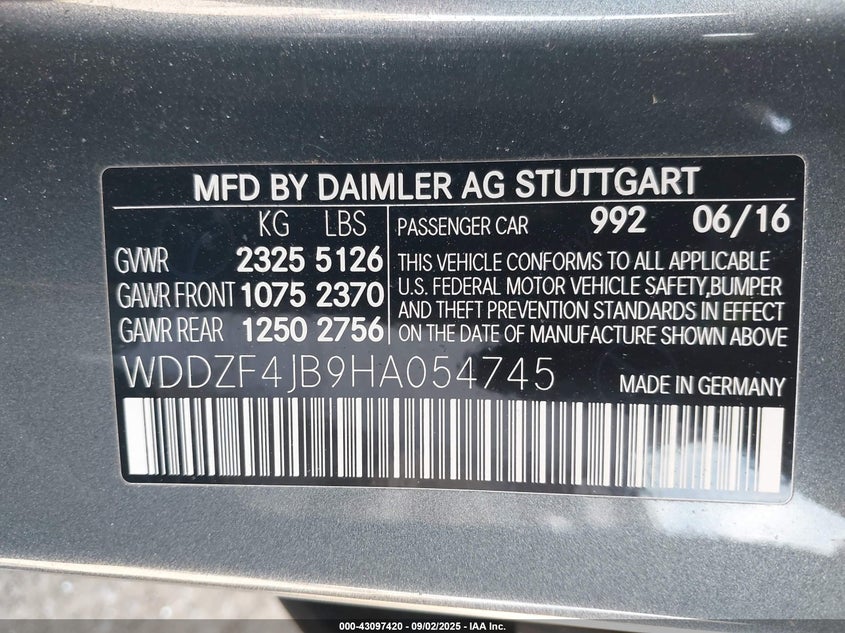 MFD BY DAIMLER AG STUTTGART
KG LBS
GVWR 2325 5126
GAWR FRONT 1075 2370
GAWR REAR 1250 2756
PASSENGER CAR 992 06/16
THIS VEHICLE CONFORMS TO ALL APPLICABLE
U.S. FEDERAL MOTOR VEHICLE SAFETY,BUMPER
AND THEFT PREVENTION STANDARDS IN EFFECT
ON THE DATE OF MANUFACTURE SHOWN ABOVE
WDDZF4JB9HA054745
MADE IN GERMANY
000-43097420 - 09/02/2025 - IAA Inc.